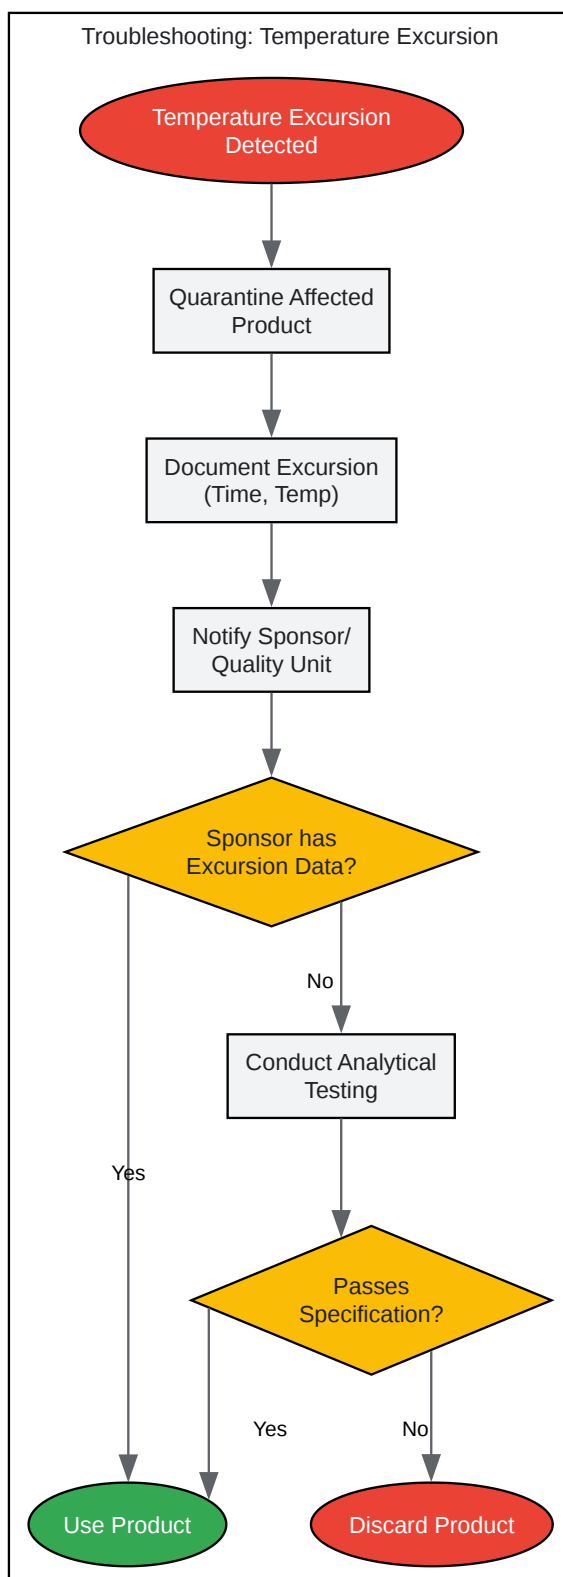 Troubleshooting: Temperature Excursion
Temperature Excursion
Detected
Quarantine Affected
Product
Document Excursion
(Time, Temp)
Notify Sponsor/
Quality Unit
Sponsor has
Excursion Data?
No
Conduct Analytical
Testing
Yes
Passes
Specification?
Yes
No
Use Product
Discard Product